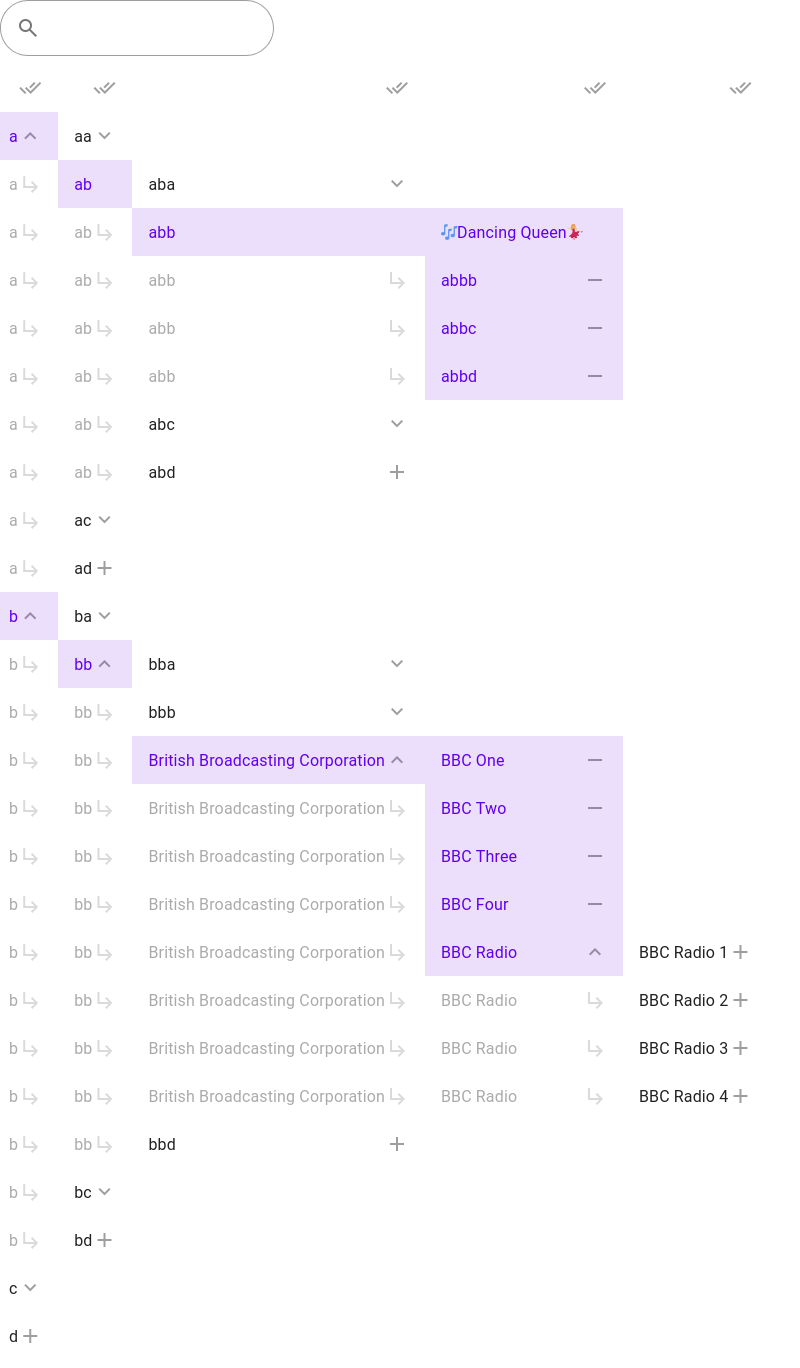 a aa
a ab aba
a ab abb 🎶Dancing Queen💃
a ab abb abbb
a ab abb abbc
a ab abb abbd
a ab abc
a ab abd
a ac
a ad
b ba
b bb bba
b bb bbb
b bb British Broadcasting Corporation BBC One
b bb British Broadcasting Corporation BBC Two
b bb British Broadcasting Corporation BBC Three
b bb British Broadcasting Corporation BBC Four
b bb British Broadcasting Corporation BBC Radio BBC Radio 1
b bb British Broadcasting Corporation BBC Radio BBC Radio 2
b bb British Broadcasting Corporation BBC Radio BBC Radio 3
b bb British Broadcasting Corporation BBC Radio BBC Radio 4
b bb bbd
b bc
b bd
c
d